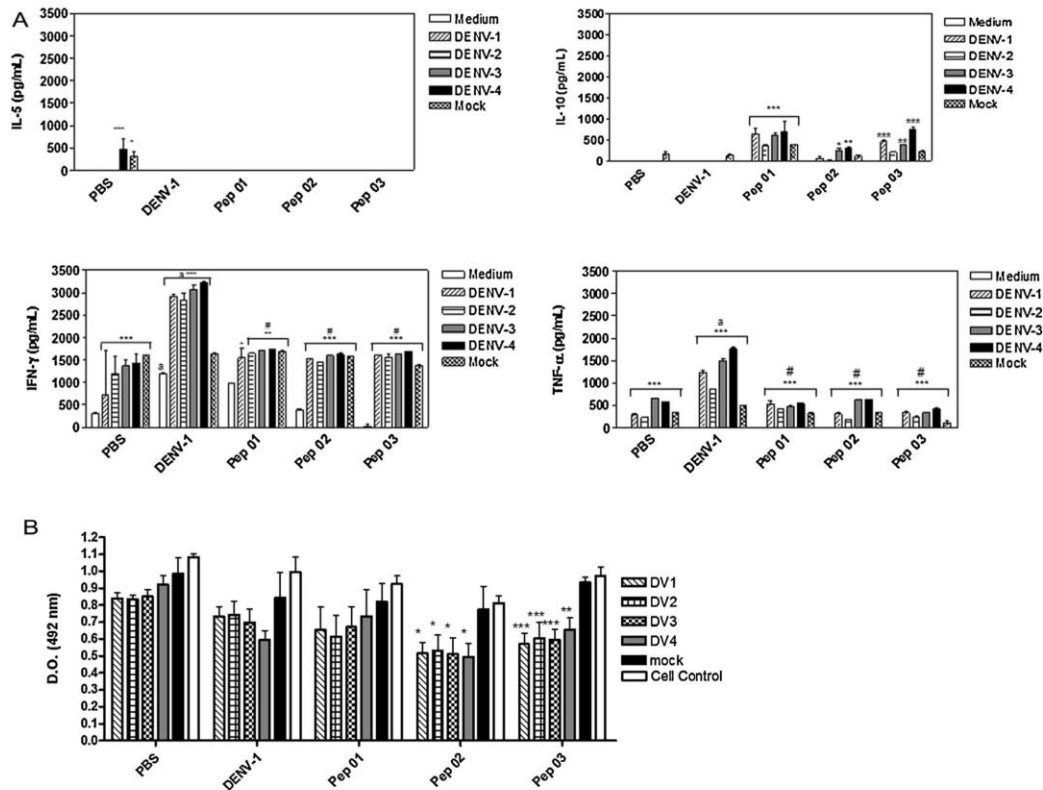 A
IL-5 (pg/mL)
3500
3000
2500
2000
1500
1000
500
0
*** *
PBS DENV-1 Pep 01 Pep 02 Pep 03
Medium
DENV-1
DENV-2
DENV-3
DENV-4
Mock
IL-10 (pg/mL)
3500
3000
2500
2000
1500
1000
500
0
*** * ** *** ** ***
PBS DENV-1 Pep 01 Pep 02 Pep 03
Medium
DENV-1
DENV-2
DENV-3
DENV-4
Mock
IFN-γ (pg/mL)
3500
3000
2500
2000
1500
1000
500
0
a ***
# # #
*** * ** *** ***
a
PBS DENV-1 Pep 01 Pep 02 Pep 03
Medium
DENV-1
DENV-2
DENV-3
DENV-4
Mock
TNF-α (pg/mL)
3500
3000
2500
2000
1500
1000
500
0
a
***
# # #
*** *** *** ***
PBS DENV-1 Pep 01 Pep 02 Pep 03
Medium
DENV-1
DENV-2
DENV-3
DENV-4
Mock
B
D.O. (492 nm)
1.2
1.1
1.0
0.9
0.8
0.7
0.6
0.5
0.4
0.3
0.2
0.1
0.0
* * * * *** *** *** **
PBS DENV-1 Pep 01 Pep 02 Pep 03
DV1
DV2
DV3
DV4
mock
Cell Control